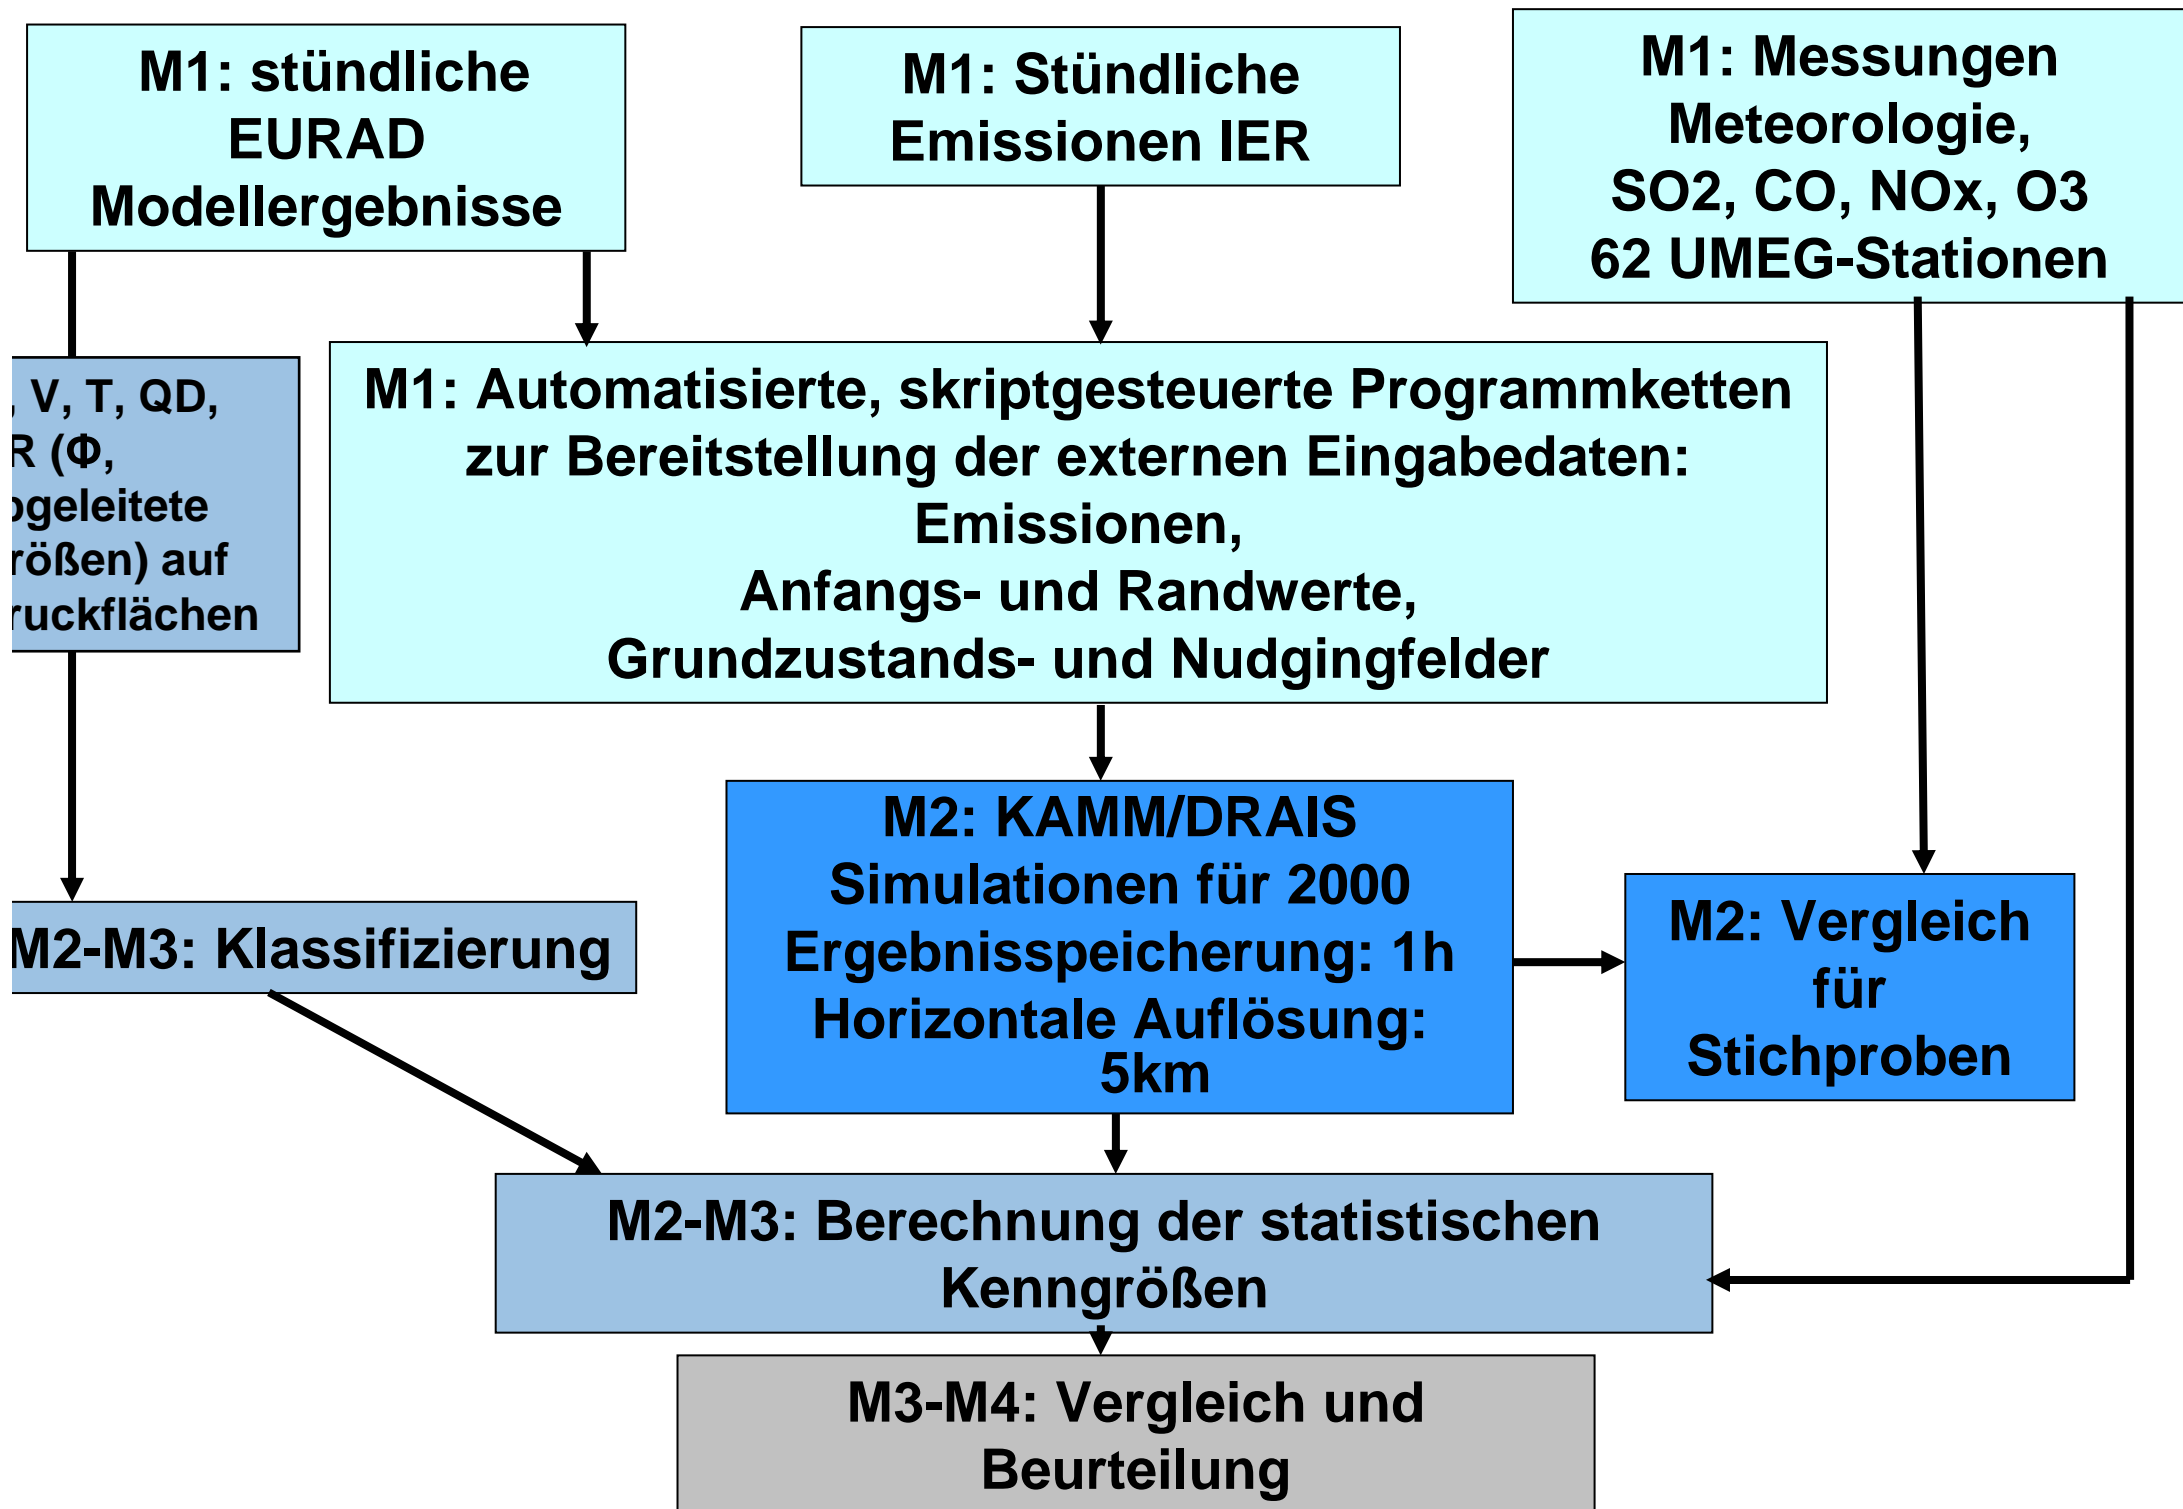 M1: stündliche
EURAD
Modellergebnisse
M1: Stündliche
Emissionen IER
M1: Messungen
Meteorologie,
SO2, CO, NOx, O3
62 UMEG-Stationen
, V, T, QD,
R (Φ,
geleitete
rößen) auf
ruckflächen
M1: Automatisierte, skriptgesteuerte Programmketten
zur Bereitstellung der externen Eingabedaten:
Emissionen,
Anfangs- und Randwerte,
Grundzustands- und Nudgingfelder
M2: KAMM/DRAIS
Simulationen für 2000
Ergebnisspeicherung: 1h
Horizontale Auflösung:
5km
M2: Vergleich
für
Stichproben
M2-M3: Klassifizierung
M2-M3: Berechnung der statistischen
Kenngrößen
M3-M4: Vergleich und
Beurteilung